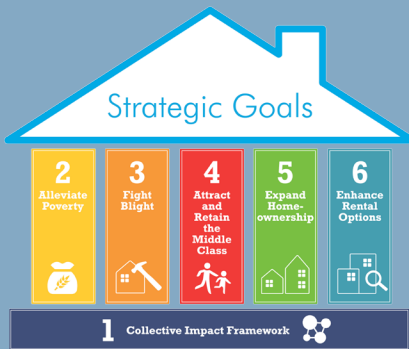 Strategic Goals
2
Alleviate
Poverty
3
Fight
Blight
4
Attract
and
Retain
the
Middle
Class
5
Expand
Home-
ownership
6
Enhance
Rental
Options
1 Collective Impact Framework